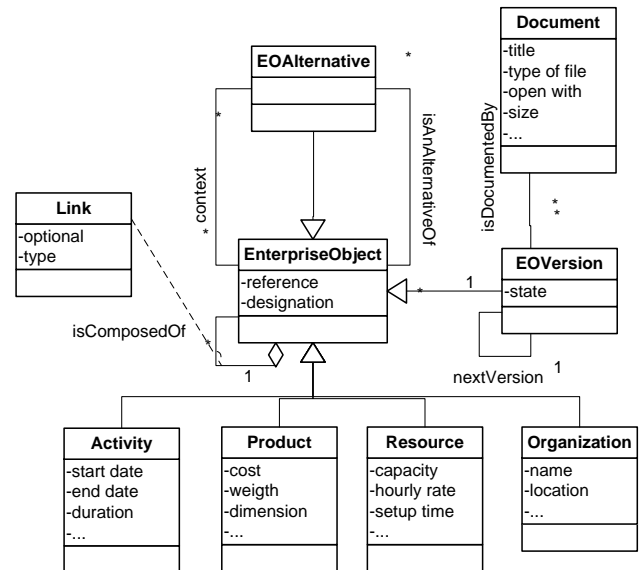 Document
-title
-type of file
-open with
-size
-...
EOAlternative
*
*
* context
isAnAlternativeOf
isDocumentedBy
*
*
Link
-optional
-type
EnterpriseObject
-reference
-designation
*
1
EOVersion
-state
nextVersion
1
isComposedOf
*
1
Activity
-start date
-end date
-duration
-...
Product
-cost
-weigth
-dimension
-...
Resource
-capacity
-hourly rate
-setup time
-...
Organization
-name
-location
-...